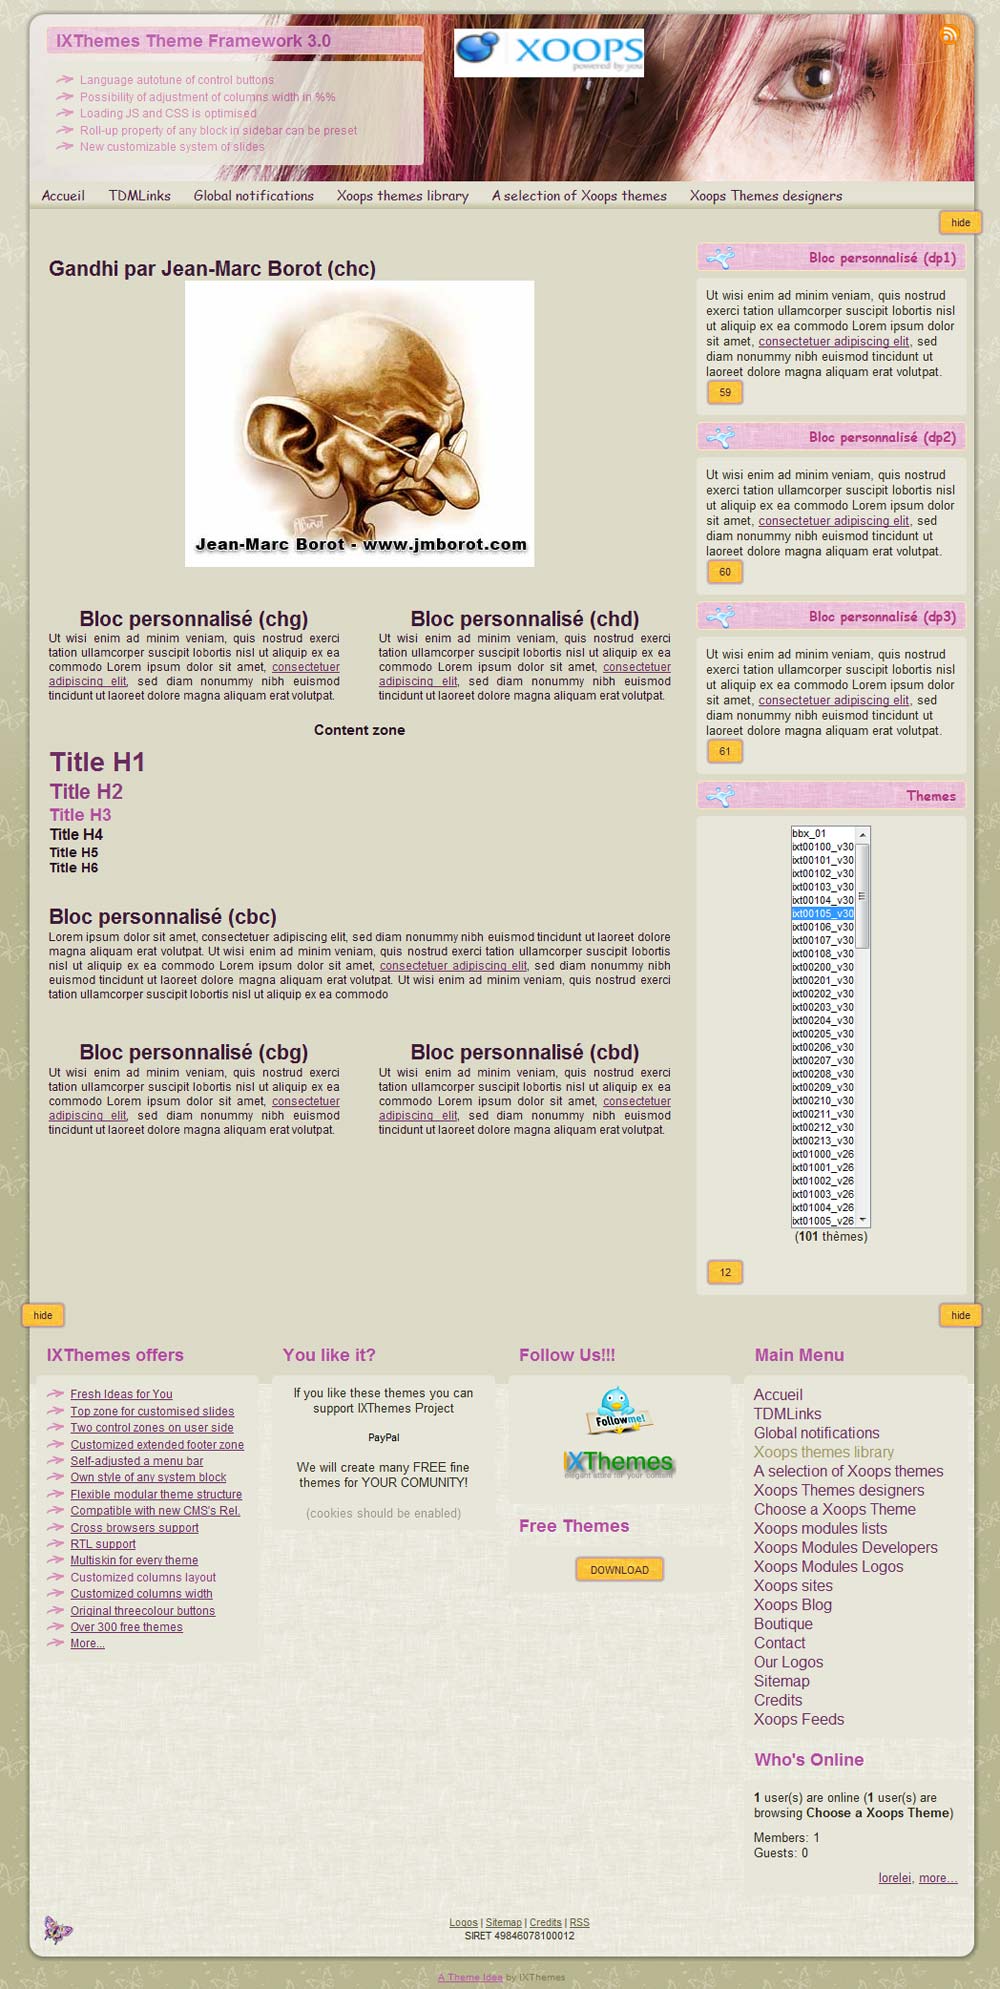 IXThemes Theme Framework 3.0
Language autotune of control buttons
Possibility of adjustment of columns width in %%
Loading JS and CSS is optimised
Roll-up property of any block in sidebar can be preset
New customizable system of slides
XOOPS
powered by you
Accueil TDMLinks Global notifications Xoops themes library A selection of Xoops themes Xoops Themes designers
hide
Gandhi par Jean-Marc Borot (chc)
Jean-Marc Borot - www.jmborot.com
Bloc personnalisé (chg)
Ut wisi enim ad minim veniam, quis nostrud exerci
tation ullamcorper suscipit lobortis nisl ut aliquip ex ea
commodo Lorem ipsum dolor sit amet, consectetuer
adipiscing elit, sed diam nonummy nibh euismod
tincidunt ut laoreet dolore magna aliquam erat volutpat.
Bloc personnalisé (chd)
Ut wisi enim ad minim veniam, quis nostrud exerci
tation ullamcorper suscipit lobortis nisl ut aliquip ex ea
commodo Lorem ipsum dolor sit amet, consectetuer
adipiscing elit, sed diam nonummy nibh euismod
tincidunt ut laoreet dolore magna aliquam erat volutpat.
Content zone
Title H1
Title H2
Title H3
Title H4
Title H5
Title H6
Bloc personnalisé (cbc)
Lorem ipsum dolor sit amet, consectetuer adipiscing elit, sed diam nonummy nibh euismod tincidunt ut laoreet dolore
magna aliquam erat volutpat. Ut wisi enim ad minim veniam, quis nostrud exerci tation ullamcorper suscipit lobortis
nisl ut aliquip ex ea commodo Lorem ipsum dolor sit amet, consectetuer adipiscing elit, sed diam nonummy nibh
euismod tincidunt ut laoreet dolore magna aliquam erat volutpat. Ut wisi enim ad minim veniam, quis nostrud exerci
tation ullamcorper suscipit lobortis nisl ut aliquip ex ea commodo
Bloc personnalisé (cbg)
Ut wisi enim ad minim veniam, quis nostrud exerci
tation ullamcorper suscipit lobortis nisl ut aliquip ex ea
commodo Lorem ipsum dolor sit amet, consectetuer
adipiscing elit, sed diam nonummy nibh euismod
tincidunt ut laoreet dolore magna aliquam erat volutpat.
Bloc personnalisé (cbd)
Ut wisi enim ad minim veniam, quis nostrud exerci
tation ullamcorper suscipit lobortis nisl ut aliquip ex ea
commodo Lorem ipsum dolor sit amet, consectetuer
adipiscing elit, sed diam nonummy nibh euismod
tincidunt ut laoreet dolore magna aliquam erat volutpat.
Bloc personnalisé (dp1)
Ut wisi enim ad minim veniam, quis nostrud
exerci tation ullamcorper suscipit lobortis nisl
ut aliquip ex ea commodo Lorem ipsum dolor
sit amet, consectetuer adipiscing elit, sed
diam nonummy nibh euismod tincidunt ut
laoreet dolore magna aliquam erat volutpat.
59
Bloc personnalisé (dp2)
Ut wisi enim ad minim veniam, quis nostrud
exerci tation ullamcorper suscipit lobortis nisl
ut aliquip ex ea commodo Lorem ipsum dolor
sit amet, consectetuer adipiscing elit, sed
diam nonummy nibh euismod tincidunt ut
laoreet dolore magna aliquam erat volutpat.
60
Bloc personnalisé (dp3)
Ut wisi enim ad minim veniam, quis nostrud
exerci tation ullamcorper suscipit lobortis nisl
ut aliquip ex ea commodo Lorem ipsum dolor
sit amet, consectetuer adipiscing elit, sed
diam nonummy nibh euismod tincidunt ut
laoreet dolore magna aliquam erat volutpat.
61
Themes
bbx_01
ixt00100_v30
ixt00101_v30
ixt00102_v30
ixt00103_v30
ixt00104_v30
ixt00105_v30
ixt00106_v30
ixt00107_v30
ixt00108_v30
ixt00200_v30
ixt00201_v30
ixt00202_v30
ixt00203_v30
ixt00204_v30
ixt00205_v30
ixt00206_v30
ixt00207_v30
ixt00208_v30
ixt00209_v30
ixt00210_v30
ixt00211_v30
ixt00212_v30
ixt00213_v30
ixt01000_v26
ixt01001_v26
ixt01002_v26
ixt01003_v26
ixt01004_v26
ixt01005_v26
(101 thèmes)
12
hide
hide
IXThemes offers
Fresh Ideas for You
Top zone for customised slides
Two control zones on user side
Customized extended footer zone
Self-adjusted a menu bar
Own style of any system block
Flexible modular theme structure
Compatible with new CMS's Rel.
Cross browsers support
RTL support
Multiskin for every theme
Customized columns layout
Customized columns width
Original threecolour buttons
Over 300 free themes
More...
You like it?
If you like these themes you can
support IXThemes Project
PayPal
We will create many FREE fine
themes for YOUR COMUNITY!
(cookies should be enabled)
Follow Us!!!
Followme!
IXThemes
elegant attire for your content
Free Themes
DOWNLOAD
Main Menu
Accueil
TDMLinks
Global notifications
Xoops themes library
A selection of Xoops themes
Xoops Themes designers
Choose a Xoops Theme
Xoops modules lists
Xoops Modules Developers
Xoops Modules Logos
Xoops sites
Xoops Blog
Boutique
Contact
Our Logos
Sitemap
Credits
Xoops Feeds
Who's Online
1 user(s) are online (1 user(s) are
browsing Choose a Xoops Theme)
Members: 1
Guests: 0
lorelei, more...
Logos | Sitemap | Credits | RSS
SIRET 49846078100012
A Theme Idea by IXThemes